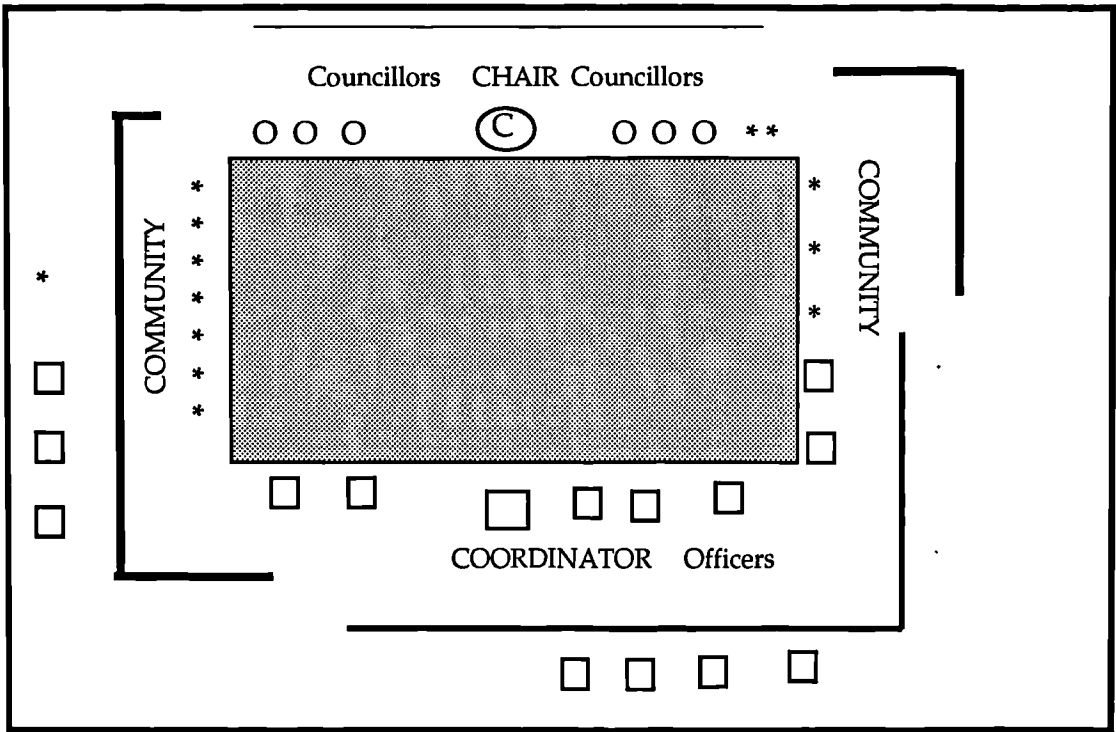 Councillors CHAIR Councillors
O O O C O O O * *
COMMUNITY
COMMUNITY
* * * * * * *
* * *
*
COORDINATOR Officers